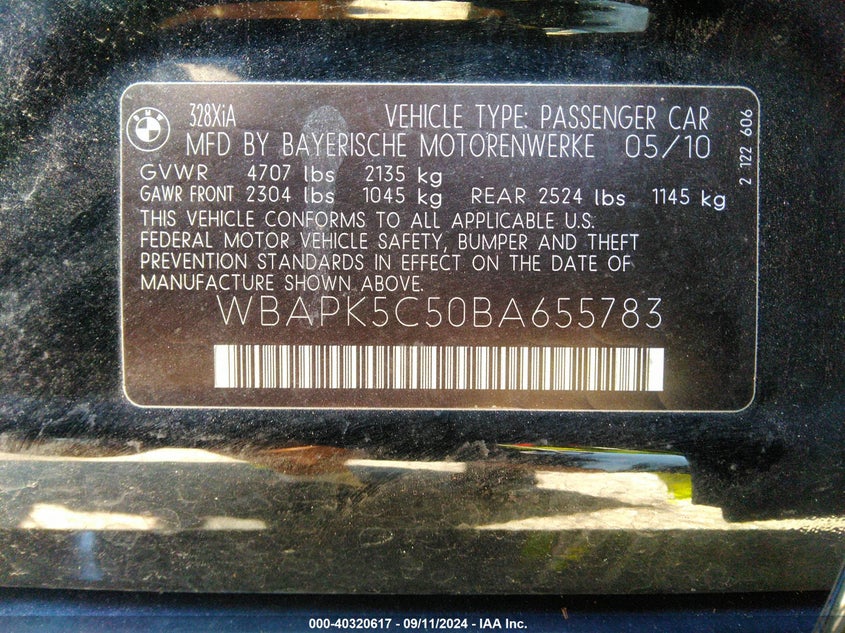 BMW
328XiA VEHICLE TYPE: PASSENGER CAR
MFD BY BAYERISCHE MOTORENWERKE 05/10
GVWR 4707 lbs 2135 kg
GAWR FRONT 2304 lbs 1045 kg REAR 2524 lbs 1145 kg
THIS VEHICLE CONFORMS TO ALL APPLICABLE U.S.
FEDERAL MOTOR VEHICLE SAFETY, BUMPER AND THEFT
PREVENTION STANDARDS IN EFFECT ON THE DATE OF
MANUFACTURE SHOWN ABOVE.
WBAPK5C50BA655783
2 122 606
000-40320617 - 09/11/2024 - IAA Inc.